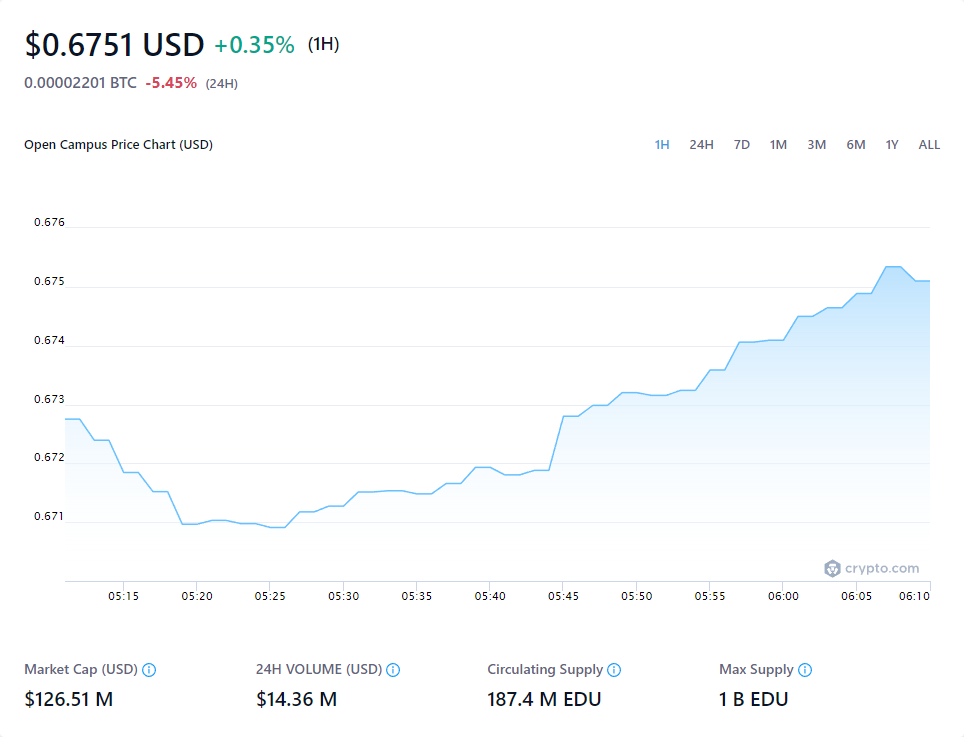 $0.6751 USD +0.35% (1H)
0.00002201 BTC -5.45% (24H)
Open Campus Price Chart (USD) 1H 24H 7D 1M 3M 6M 1Y ALL
0.676
0.675
0.674
0.673
0.672
0.671
crypto.com
05:15 05:20 05:25 05:30 05:35 05:40 05:45 05:50 05:55 06:00 06:05 06:10
Market Cap (USD) 24H VOLUME (USD) Circulating Supply Max Supply
$126.51 M $14.36 M 187.4 M EDU 1 B EDU